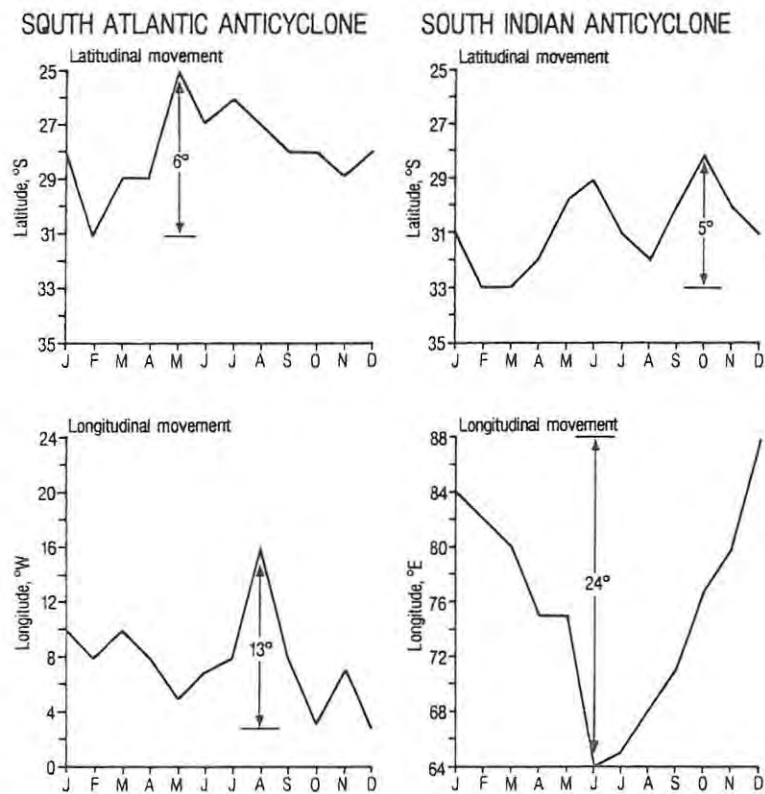 SOUTH ATLANTIC ANTICYCLONE
Latitudinal movement
25
27
29
31
33
35
Latitude, °S
6°
J F M A M J J A S O N D
SOUTH INDIAN ANTICYCLONE
Latitudinal movement
25
27
29
31
33
35
Latitude, °S
5°
J F M A M J J A S O N D
Longitudinal movement
24
20
16
12
8
4
0
Longitude, °W
13°
J F M A M J J A S O N D
Longitudinal movement
88
84
80
76
72
68
64
Longitude, °E
24°
J F M A M J J A S O N D